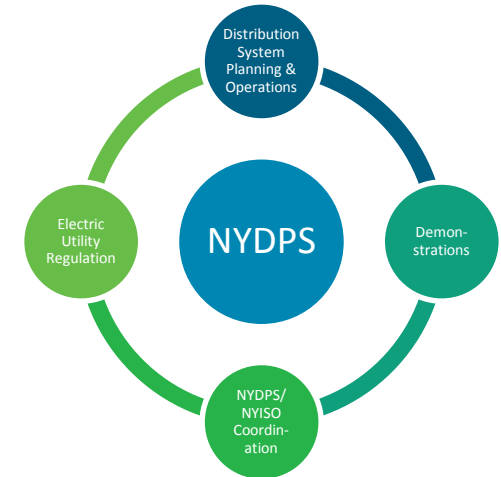 Distribution
System
Planning &
Operations
Electric
Utility
Regulation
NYDPS
Demon-
strations
NYDPS/
NYISO
Coordin-
ation